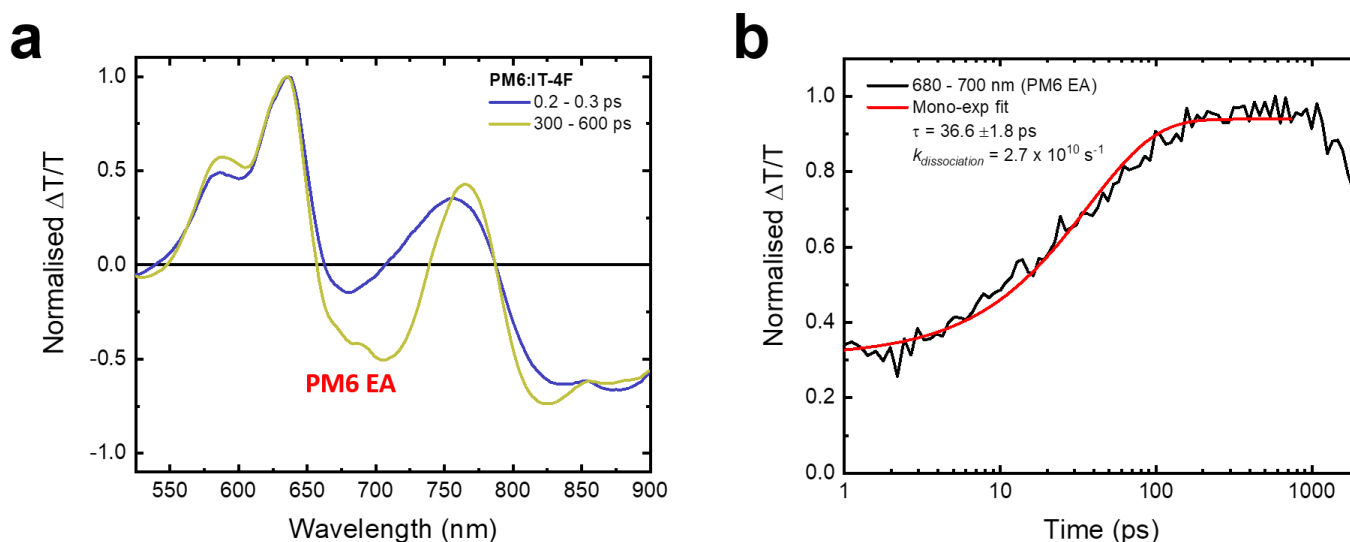 a
Normalised ΔT/T
1.0
0.5
0.0
-0.5
-1.0
PM6:IT-4F
0.2 - 0.3 ps
300 - 600 ps
PM6 EA
550 600 650 700 750 800 850 900
Wavelength (nm)
b
Normalised ΔT/T
1.0
0.8
0.6
0.4
0.2
0.0
680 - 700 nm (PM6 EA)
Mono-exp fit
τ = 36.6 ±1.8 ps
k_dissociation = 2.7 x 10¹⁰ s⁻¹
1 10 100 1000
Time (ps)